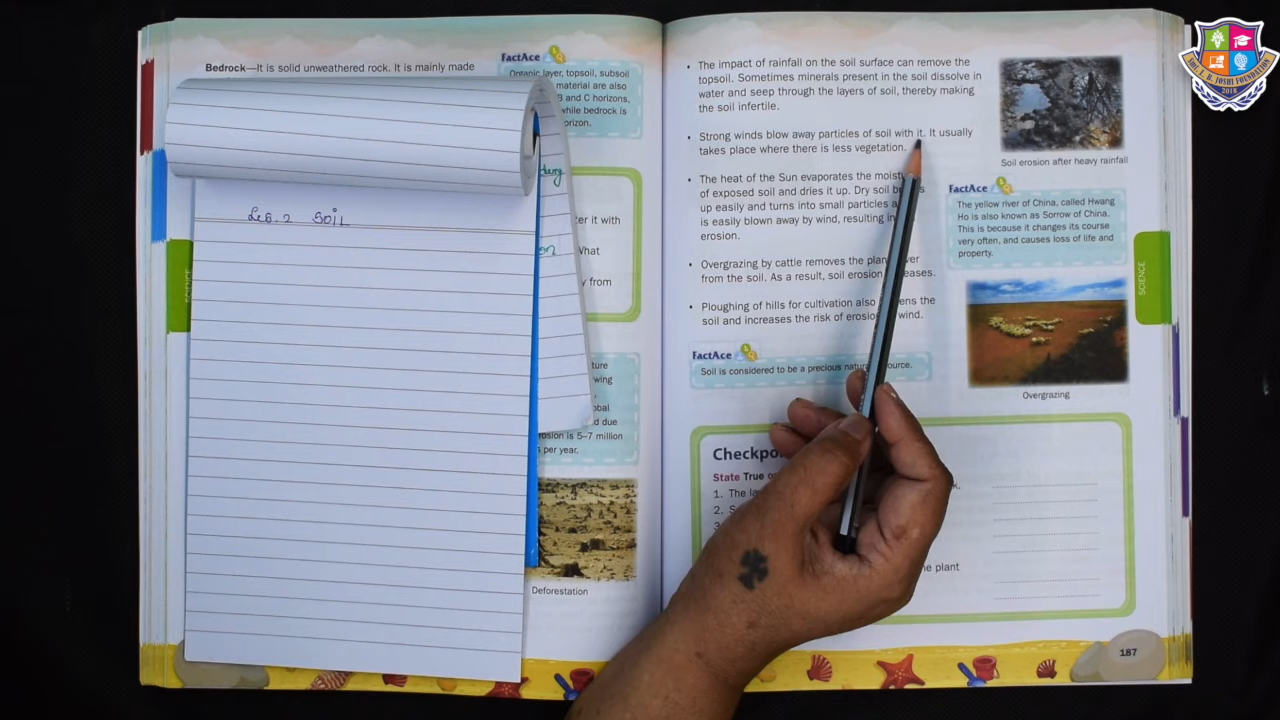 Bedrock—It is solid unweathered rock. It is mainly made
FactAce
Organic layer, topsoil, subsoil
material are also
B and C horizons,
while bedrock is
orizon.
ter it with
What
y from
ture
wing
obal
d due
osion is 5–7 million
per year.
Deforestation
Les. 2 SOIL
SCIENCE
• The impact of rainfall on the soil surface can remove the
topsoil. Sometimes minerals present in the soil dissolve in
water and seep through the layers of soil, thereby making
the soil infertile.
• Strong winds blow away particles of soil with it. It usually
takes place where there is less vegetation.
• The heat of the Sun evaporates the moist
of exposed soil and dries it up. Dry soil b s
up easily and turns into small particles a
is easily blown away by wind, resulting in
erosion.
• Overgrazing by cattle removes the plan ver
from the soil. As a result, soil erosion eases.
• Ploughing of hills for cultivation also ens the
soil and increases the risk of erosio wind.
FactAce
Soil is considered to be a precious natur ource.
Soil erosion after heavy rainfall
FactAce
The yellow river of China, called Hwang
Ho is also known as Sorrow of China.
This is because it changes its course
very often, and causes loss of life and
property.
Overgrazing
SCIENCE
Checkpo
State True o
1. The la
k.
2. S
3.
e plant
187
SMT. I. B. JOSHI FOUNDATION
2018